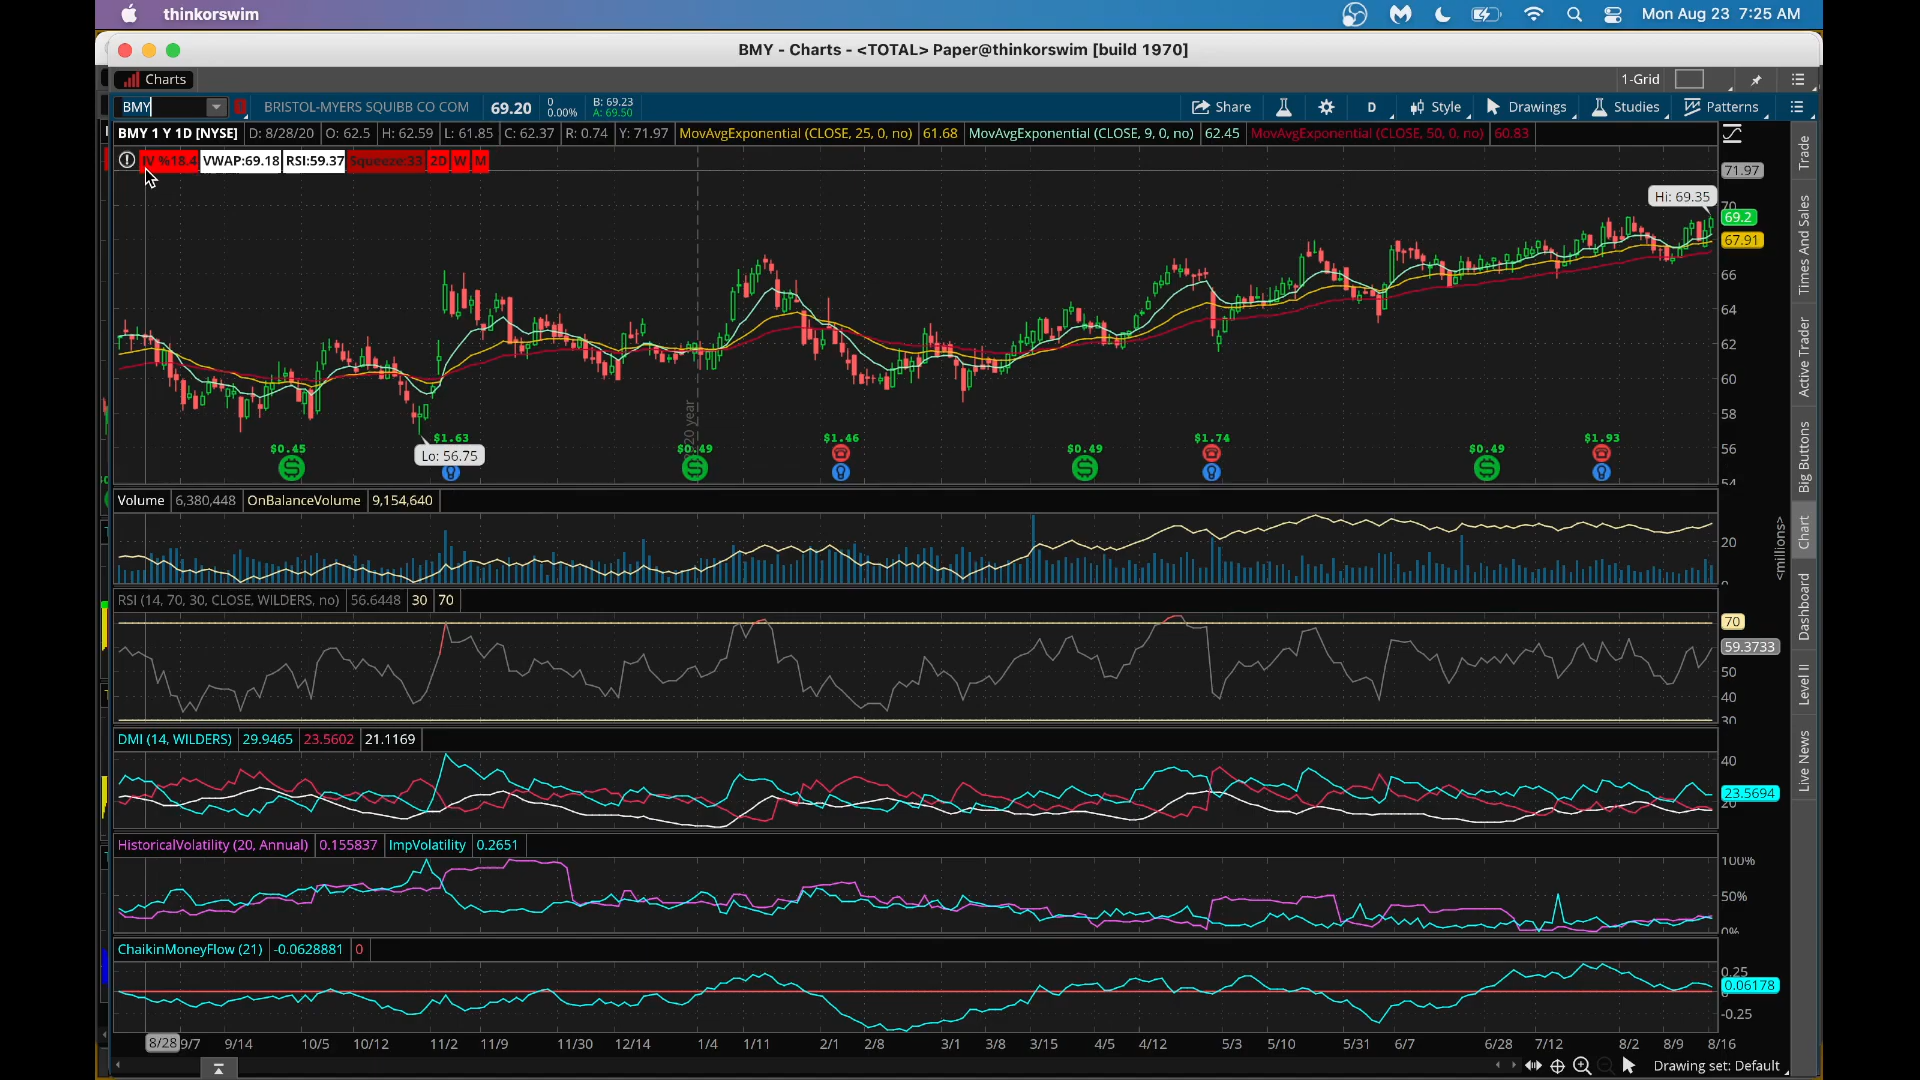 thinkorswim
Mon Aug 23 7:25 AM
BMY - Charts - <TOTAL> Paper@thinkorswim [build 1970]
Charts
1-Grid
BMY
BRISTOL-MYERS SQUIBB CO COM
69.20
0
0.00%
B: 69.23
A: 69.50
Share
D
Style
Drawings
Studies
Patterns
BMY 1 Y 1D [NYSE] D: 8/28/20 O: 62.5 H: 62.59 L: 61.85 C: 62.37 R: 0.74 Y: 71.97 MovAvgExponential (CLOSE, 25, 0, no) 61.68 MovAvgExponential (CLOSE, 9, 0, no) 62.45 MovAvgExponential (CLOSE, 50, 0, no) 60.83
IV %18.4 VWAP:69.18 RSI:59.37 Squeeze:33 2D W M
71.97
Hi: 69.35
70
69.2
67.91
66
64
62
60
58
56
54
$0.45
$1.63
Lo: 56.75
$0.49
20 year
$1.46
$0.49
$1.74
$0.49
$1.93
Volume 6,380,448 OnBalanceVolume 9,154,640
20
<millions>
RSI (14, 70, 30, CLOSE, WILDERS, no) 56.6448 30 70
70
59.3733
50
40
30
DMI (14, WILDERS) 29.9465 23.5602 21.1169
40
23.5694
20
HistoricalVolatility (20, Annual) 0.155837 ImpVolatility 0.2651
100%
50%
0%
ChaikinMoneyFlow (21) -0.0628881 0
0.25
0.06178
-0.25
8/28 9/7 9/14 10/5 10/12 11/2 11/9 11/30 12/14 1/4 1/11 2/1 2/8 3/1 3/8 3/15 4/5 4/12 5/3 5/10 5/31 6/7 6/28 7/12 8/2 8/9 8/16
Drawing set: Default
Trade
Times And Sales
Active Trader
Big Buttons
Chart
Dashboard
Level II
Live News